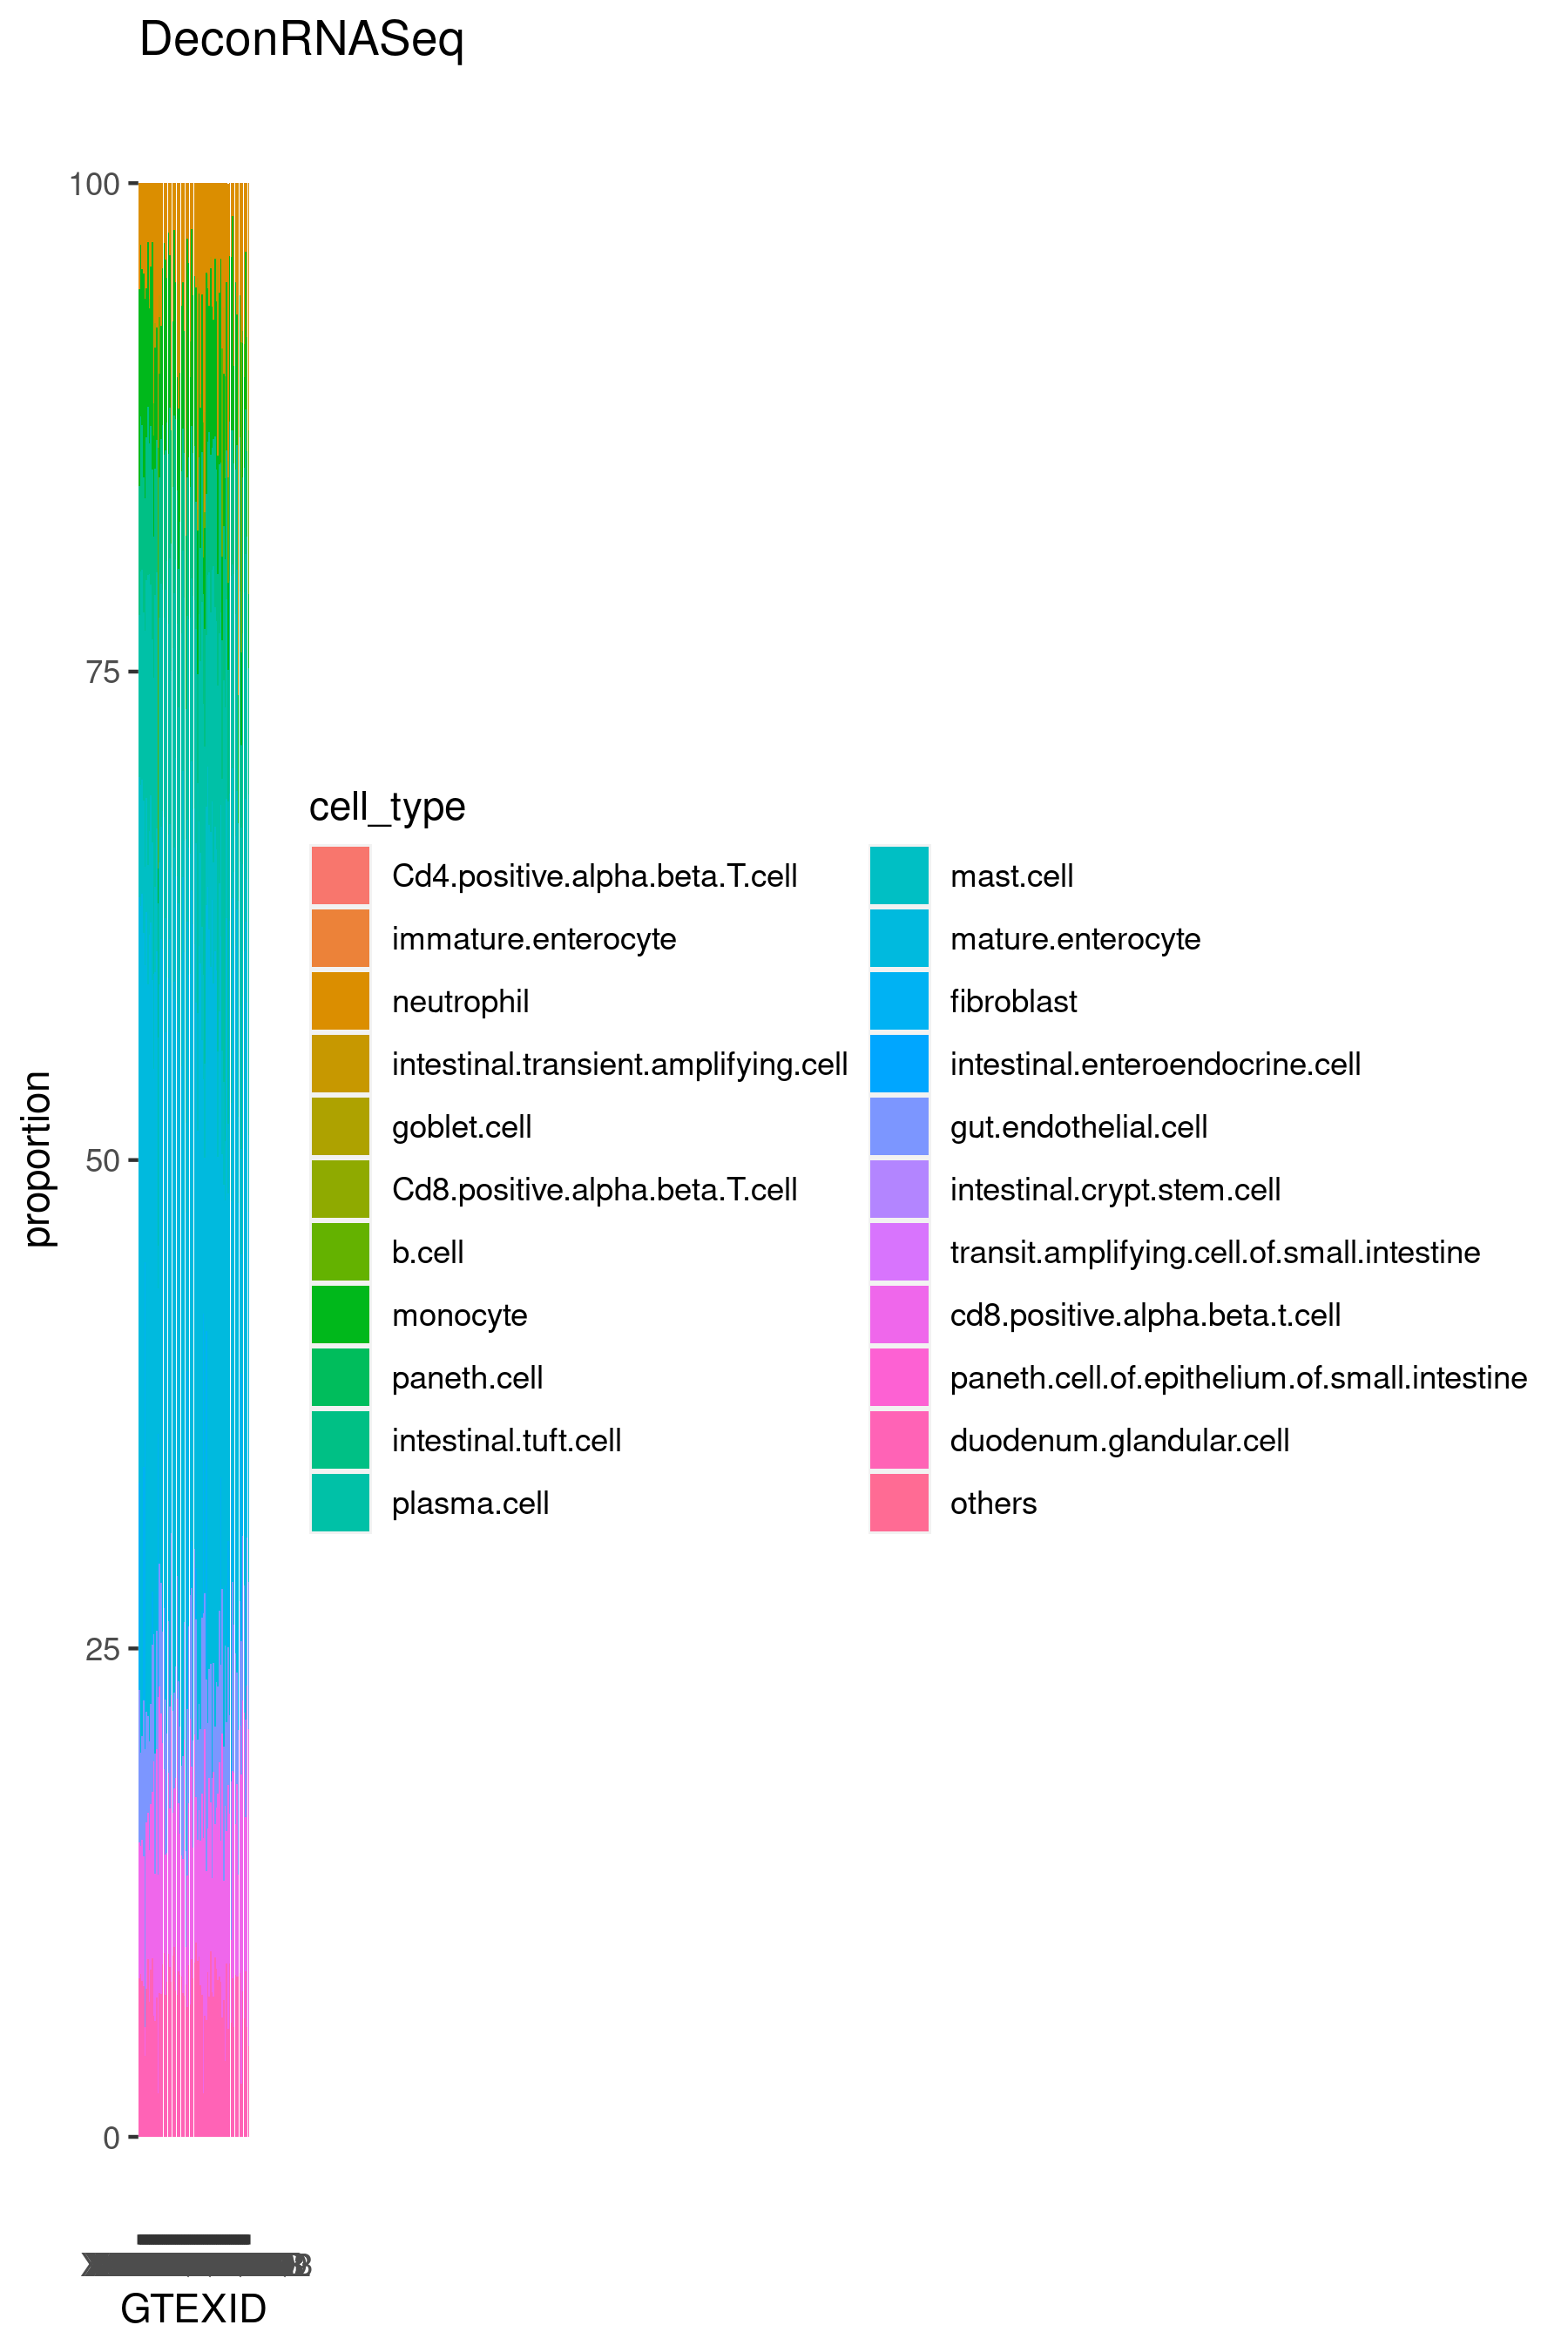 DeconRNASeq
100
75
50
25
0
proportion
cell_type
Cd4.positive.alpha.beta.T.cell
immature.enterocyte
neutrophil
intestinal.transient.amplifying.cell
goblet.cell
Cd8.positive.alpha.beta.T.cell
b.cell
monocyte
paneth.cell
intestinal.tuft.cell
plasma.cell
mast.cell
mature.enterocyte
fibroblast
intestinal.enteroendocrine.cell
gut.endothelial.cell
intestinal.crypt.stem.cell
transit.amplifying.cell.of.small.intestine
cd8.positive.alpha.beta.t.cell
paneth.cell.of.epithelium.of.small.intestine
duodenum.glandular.cell
others
GTEXID